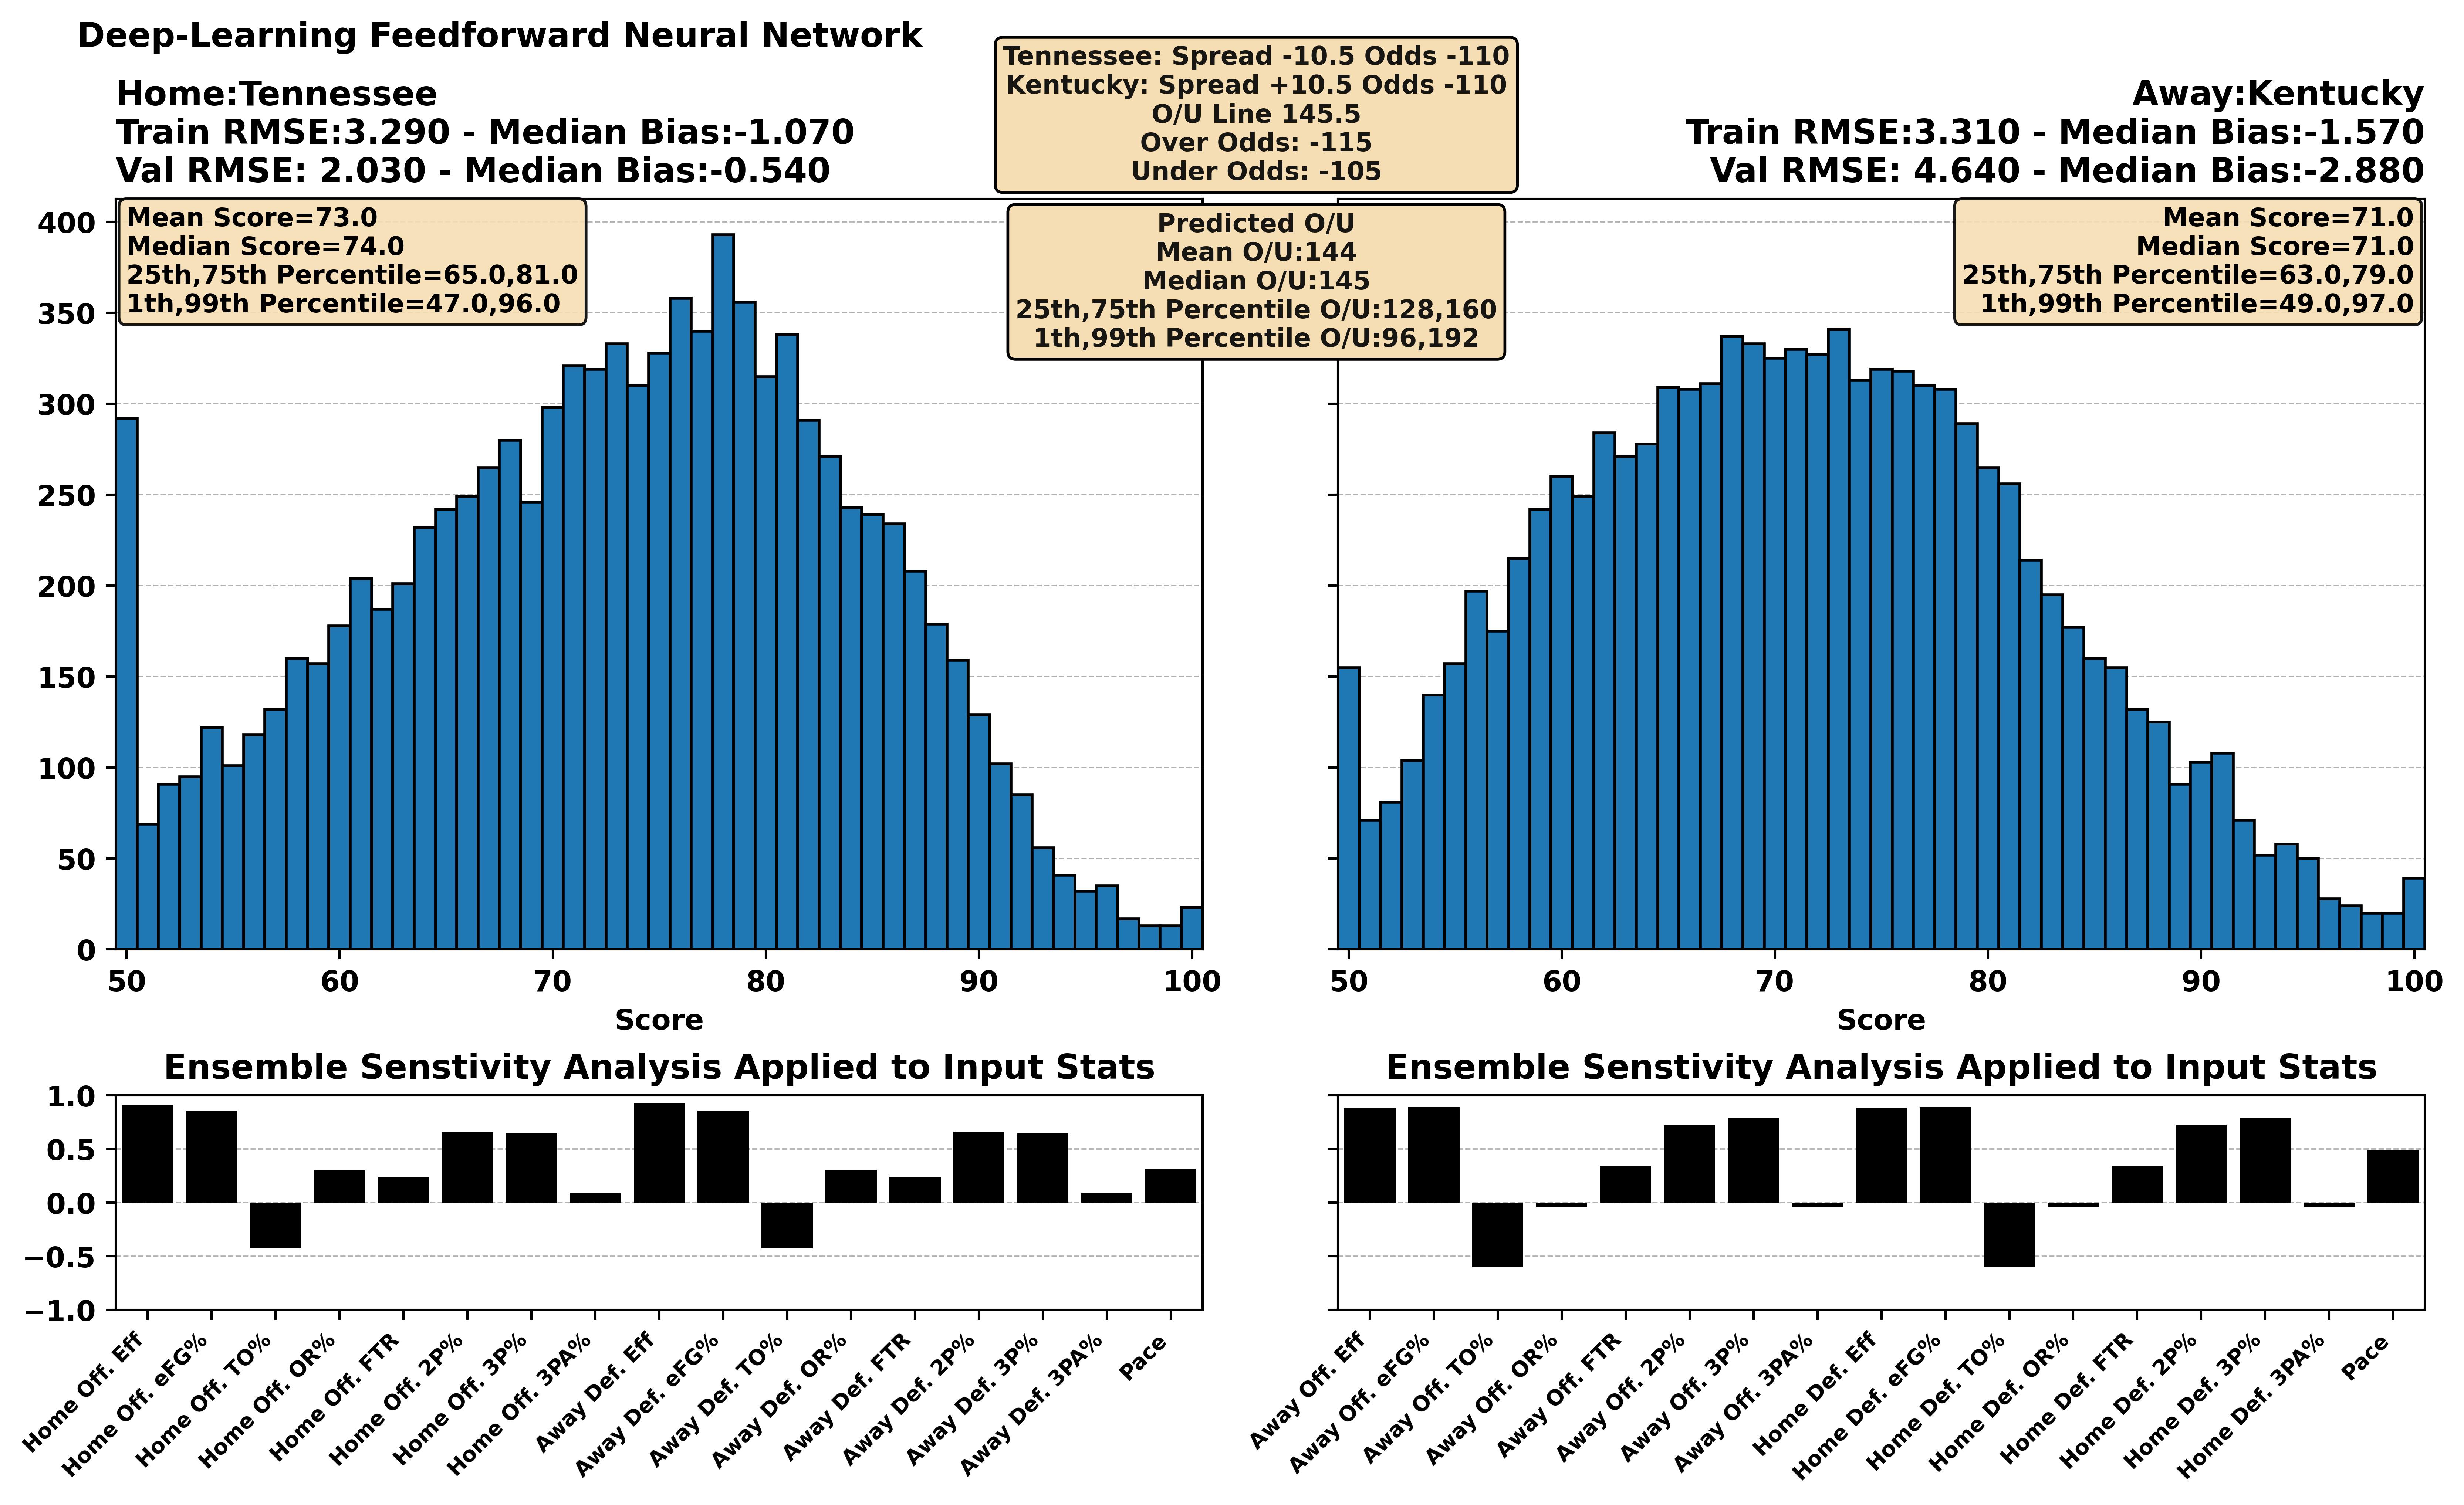 Deep-Learning Feedforward Neural Network
Home:Tennessee
Train RMSE:3.290 - Median Bias:-1.070
Val RMSE: 2.030 - Median Bias:-0.540
Tennessee: Spread -10.5 Odds -110
Kentucky: Spread +10.5 Odds -110
O/U Line 145.5
Over Odds: -115
Under Odds: -105
Away:Kentucky
Train RMSE:3.310 - Median Bias:-1.570
Val RMSE: 4.640 - Median Bias:-2.880
Mean Score=73.0
Median Score=74.0
25th,75th Percentile=65.0,81.0
1th,99th Percentile=47.0,96.0
Predicted O/U
Mean O/U:144
Median O/U:145
25th,75th Percentile O/U:128,160
1th,99th Percentile O/U:96,192
Mean Score=71.0
Median Score=71.0
25th,75th Percentile=63.0,79.0
1th,99th Percentile=49.0,97.0
400
350
300
250
200
150
100
50
0
50 60 70 80 90 100
Score
50 60 70 80 90 100
Score
Ensemble Senstivity Analysis Applied to Input Stats
1.0
0.5
0.0
−0.5
−1.0
Home Off. Eff
Home Off. eFG%
Home Off. TO%
Home Off. OR%
Home Off. FTR
Home Off. 2P%
Home Off. 3P%
Home Off. 3PA%
Away Def. Eff
Away Def. eFG%
Away Def. TO%
Away Def. OR%
Away Def. FTR
Away Def. 2P%
Away Def. 3P%
Away Def. 3PA%
Pace
Ensemble Senstivity Analysis Applied to Input Stats
Away Off. Eff
Away Off. eFG%
Away Off. TO%
Away Off. OR%
Away Off. FTR
Away Off. 2P%
Away Off. 3P%
Away Off. 3PA%
Home Def. Eff
Home Def. eFG%
Home Def. TO%
Home Def. OR%
Home Def. FTR
Home Def. 2P%
Home Def. 3P%
Home Def. 3PA%
Pace